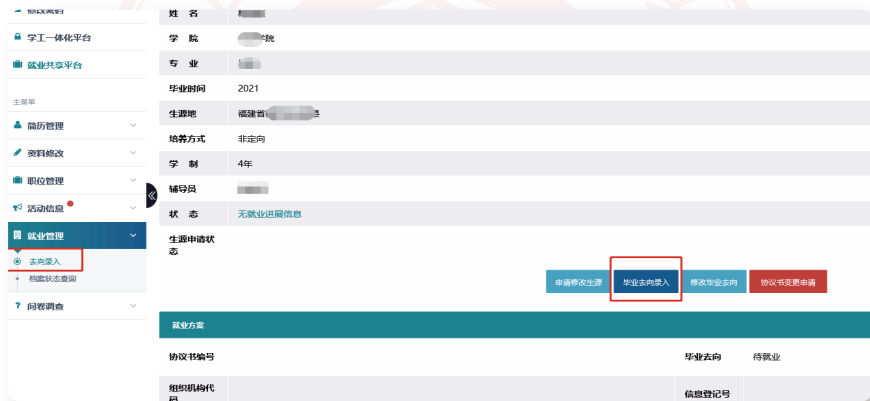 修改密码
学工一体化平台
就业共享平台
主菜单
简历管理
资料修改
职位管理
活动信息
就业管理
去向录入
档案状态查询
问卷调查
姓 名
学 院 学院
专 业
毕业时间 2021
生源地 福建省
培养方式 非定向
学 制 4年
辅导员
状 态 无就业进展信息
生源申请状
态
申请修改生源 毕业去向录入 修改毕业去向 协议书变更申请
就业方案
协议书编号 毕业去向 待就业
组织机构代
码 信息登记号